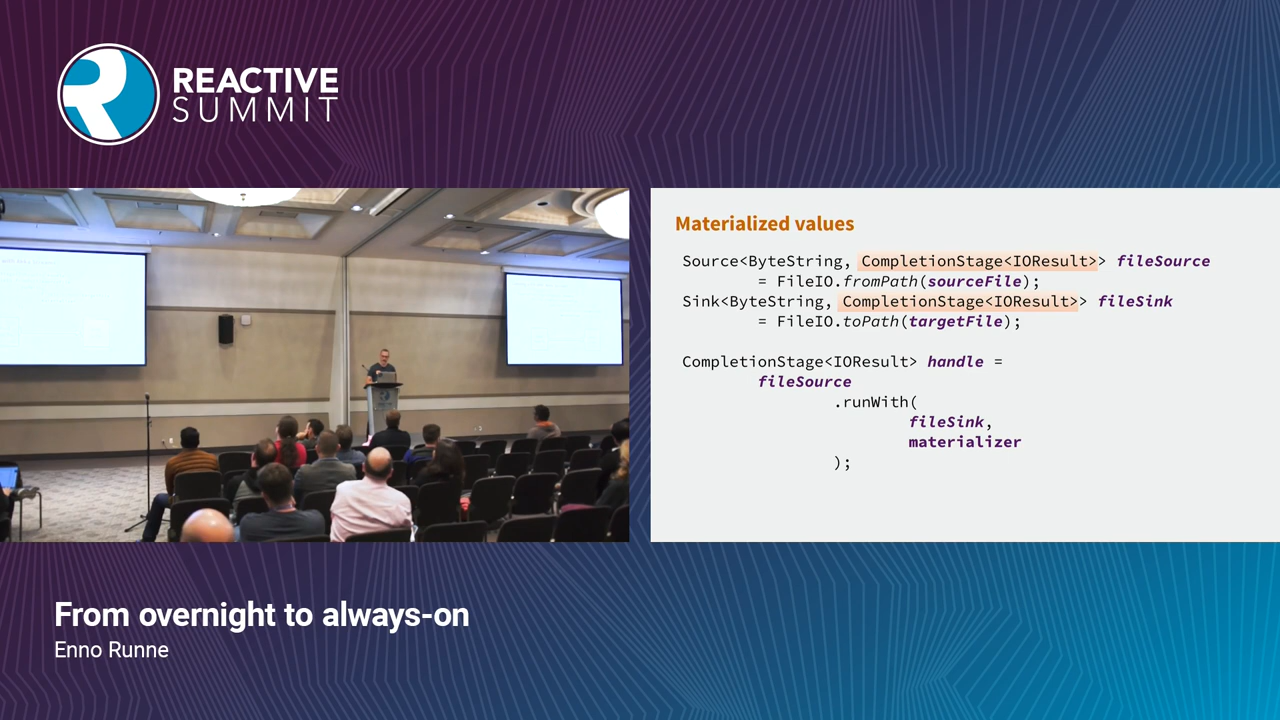 REACTIVE
SUMMIT
Materialized values
Source<ByteString, CompletionStage<IOResult>> fileSource
= FileIO.fromPath(sourceFile);
Sink<ByteString, CompletionStage<IOResult>> fileSink
= FileIO.toPath(targetFile);
CompletionStage<IOResult> handle =
fileSource
.runWith(
fileSink,
materializer
);
From overnight to always-on
Enno Runne